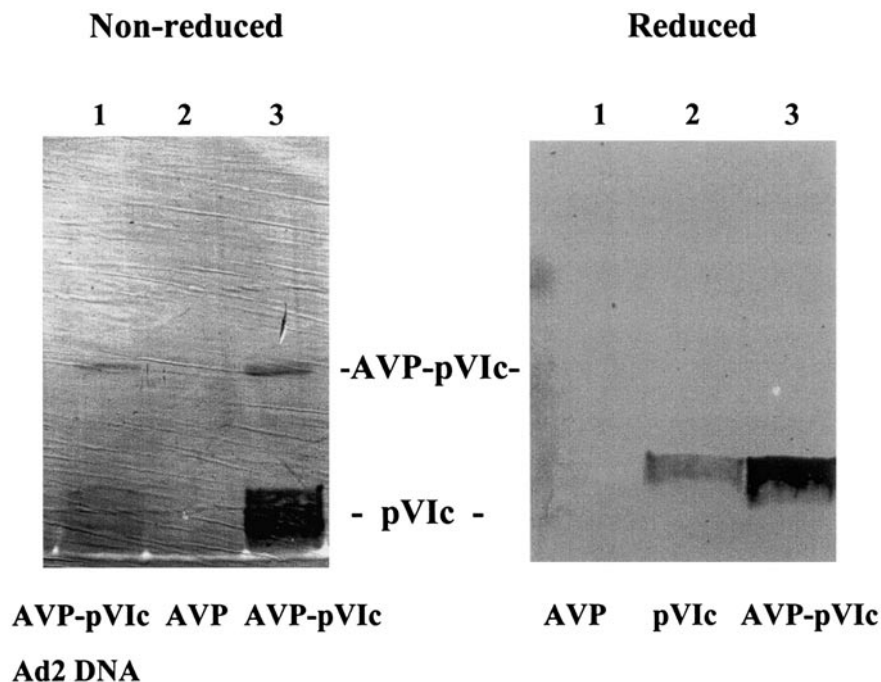 Non-reduced Reduced
1 2 3 1 2 3
-AVP-pVIc-
- pVIc -
AVP-pVIc AVP AVP-pVIc AVP pVIc AVP-pVIc
Ad2 DNA